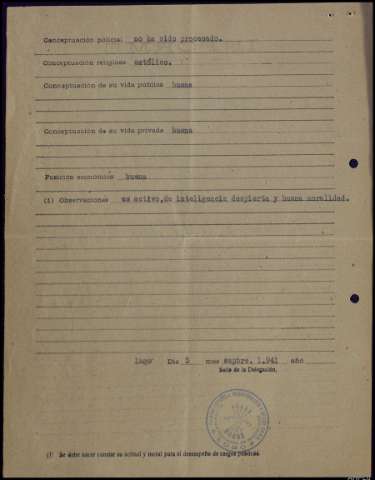 Conceptuación policial no ha sido procesado.
Conceptuación religiosa católico.
Conceptuación de su vida pública buena
Conceptuación de su vida privada buena
Posición económica buena
(1) Observaciones es activo, de inteligencia despierta y buena moralidad.
Lugo Día 5 mes sepbre. 1.941 año
Sello de la Delegación,
LUGO
(1) Se debe hacer constar su actitud y moral para el desempeño de cargos públicos.